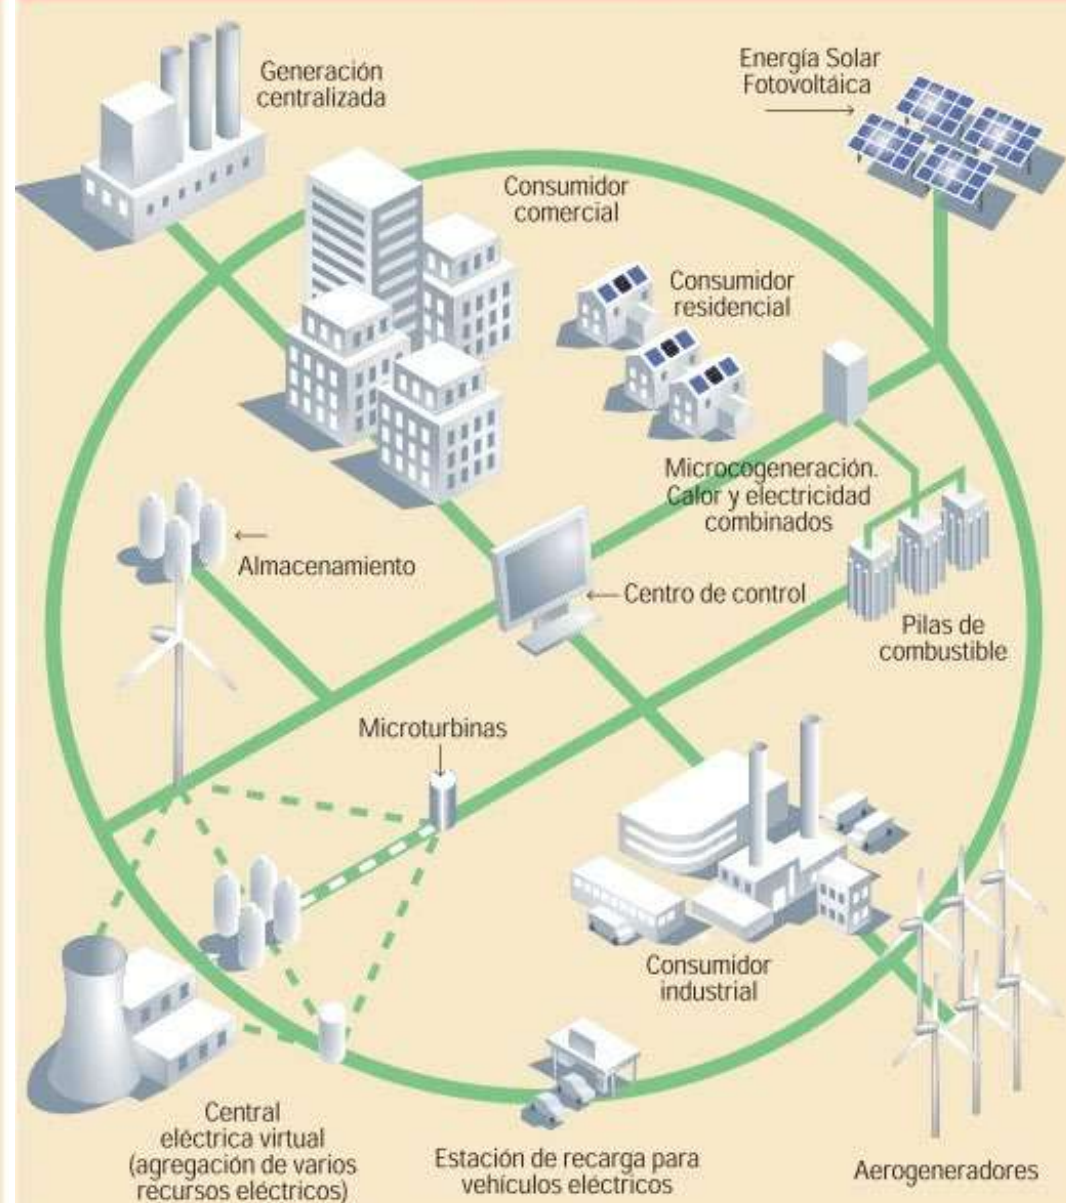 Generación
centralizada
Energía Solar
Fotovoltáica
Consumidor
comercial
Consumidor
residencial
Microcogeneración.
Calor y electricidad
combinados
Almacenamiento
Centro de control
Pilas de
combustible
Microturbinas
Consumidor
industrial
Central
eléctrica virtual
(agregación de varios
recursos eléctricos)
Estación de recarga para
vehículos eléctricos
Aerogeneradores